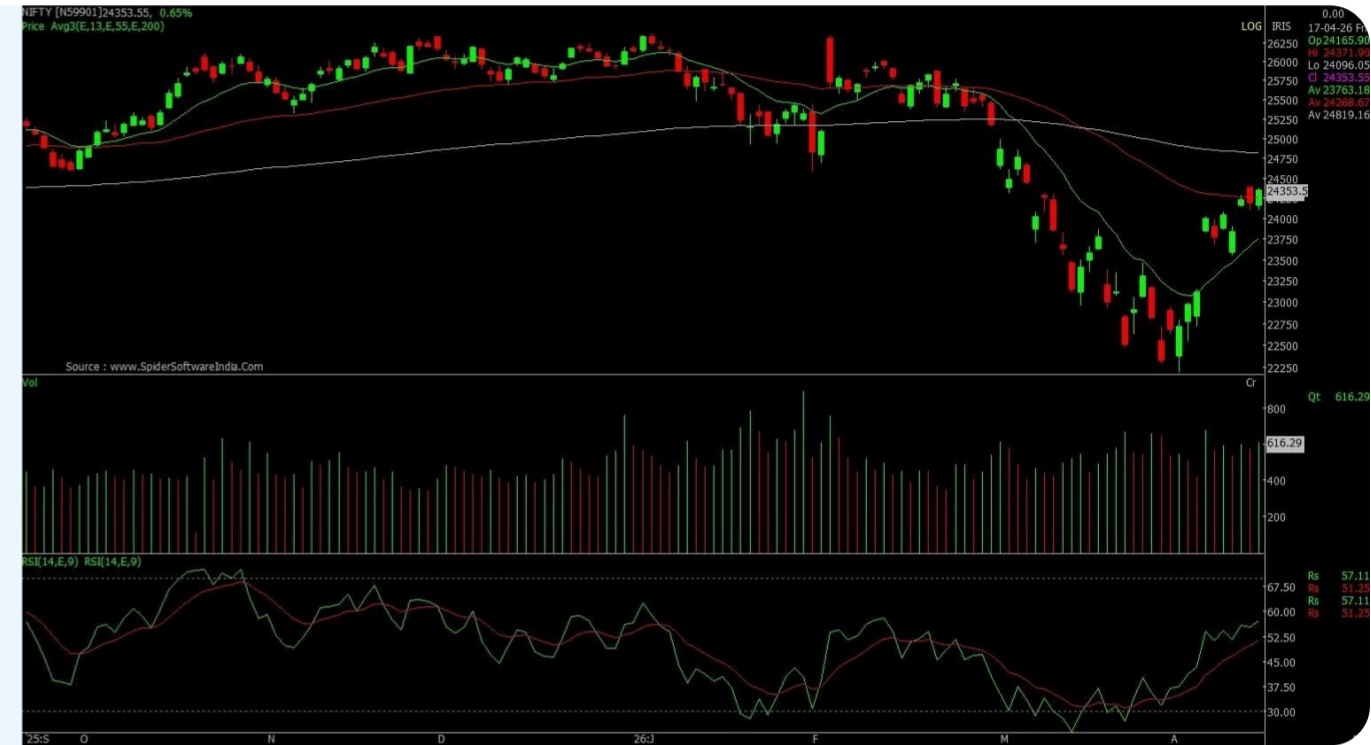 NIFTY [N59901]24353.55, 0.65%
Price Avg3(E,13,E,55,E,200)
LOG
IRIS
0.00
17-04-26 Fri
Op24165.90
Hi 24371.90
Lo 24096.05
Cl 24353.55
Av 23763.18
Av 24268.67
Av 24819.16
26250
26000
25750
25500
25250
25000
24750
24500
24353.5
24000
23750
23500
23250
23000
22750
22500
22250
Source : www.SpiderSoftwareIndia.Com
Vol
Cr
Qt 616.29
800
616.29
400
200
RSI(14,E,9) RSI(14,E,9)
Rs 57.11
Rs 51.25
Rs 57.11
Rs 51.25
67.50
60.00
52.50
45.00
37.50
30.00
25:S O N D 26:J F M A